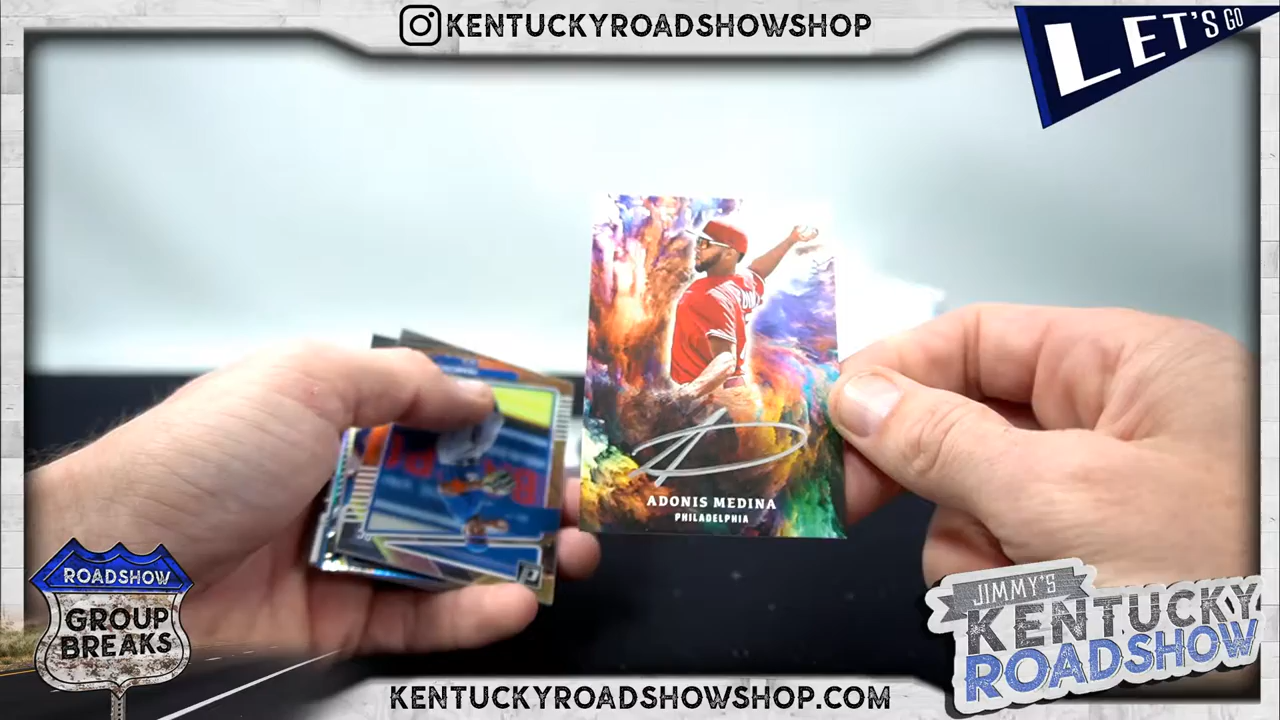 KENTUCKYROADSHOWSHOP
LET'S GO
ADONIS MEDINA
PHILADELPHIA
ROADSHOW
GROUP
BREAKS
JIMMY'S
KENTUCKY
ROADSHOW
KENTUCKYROADSHOWSHOP.COM